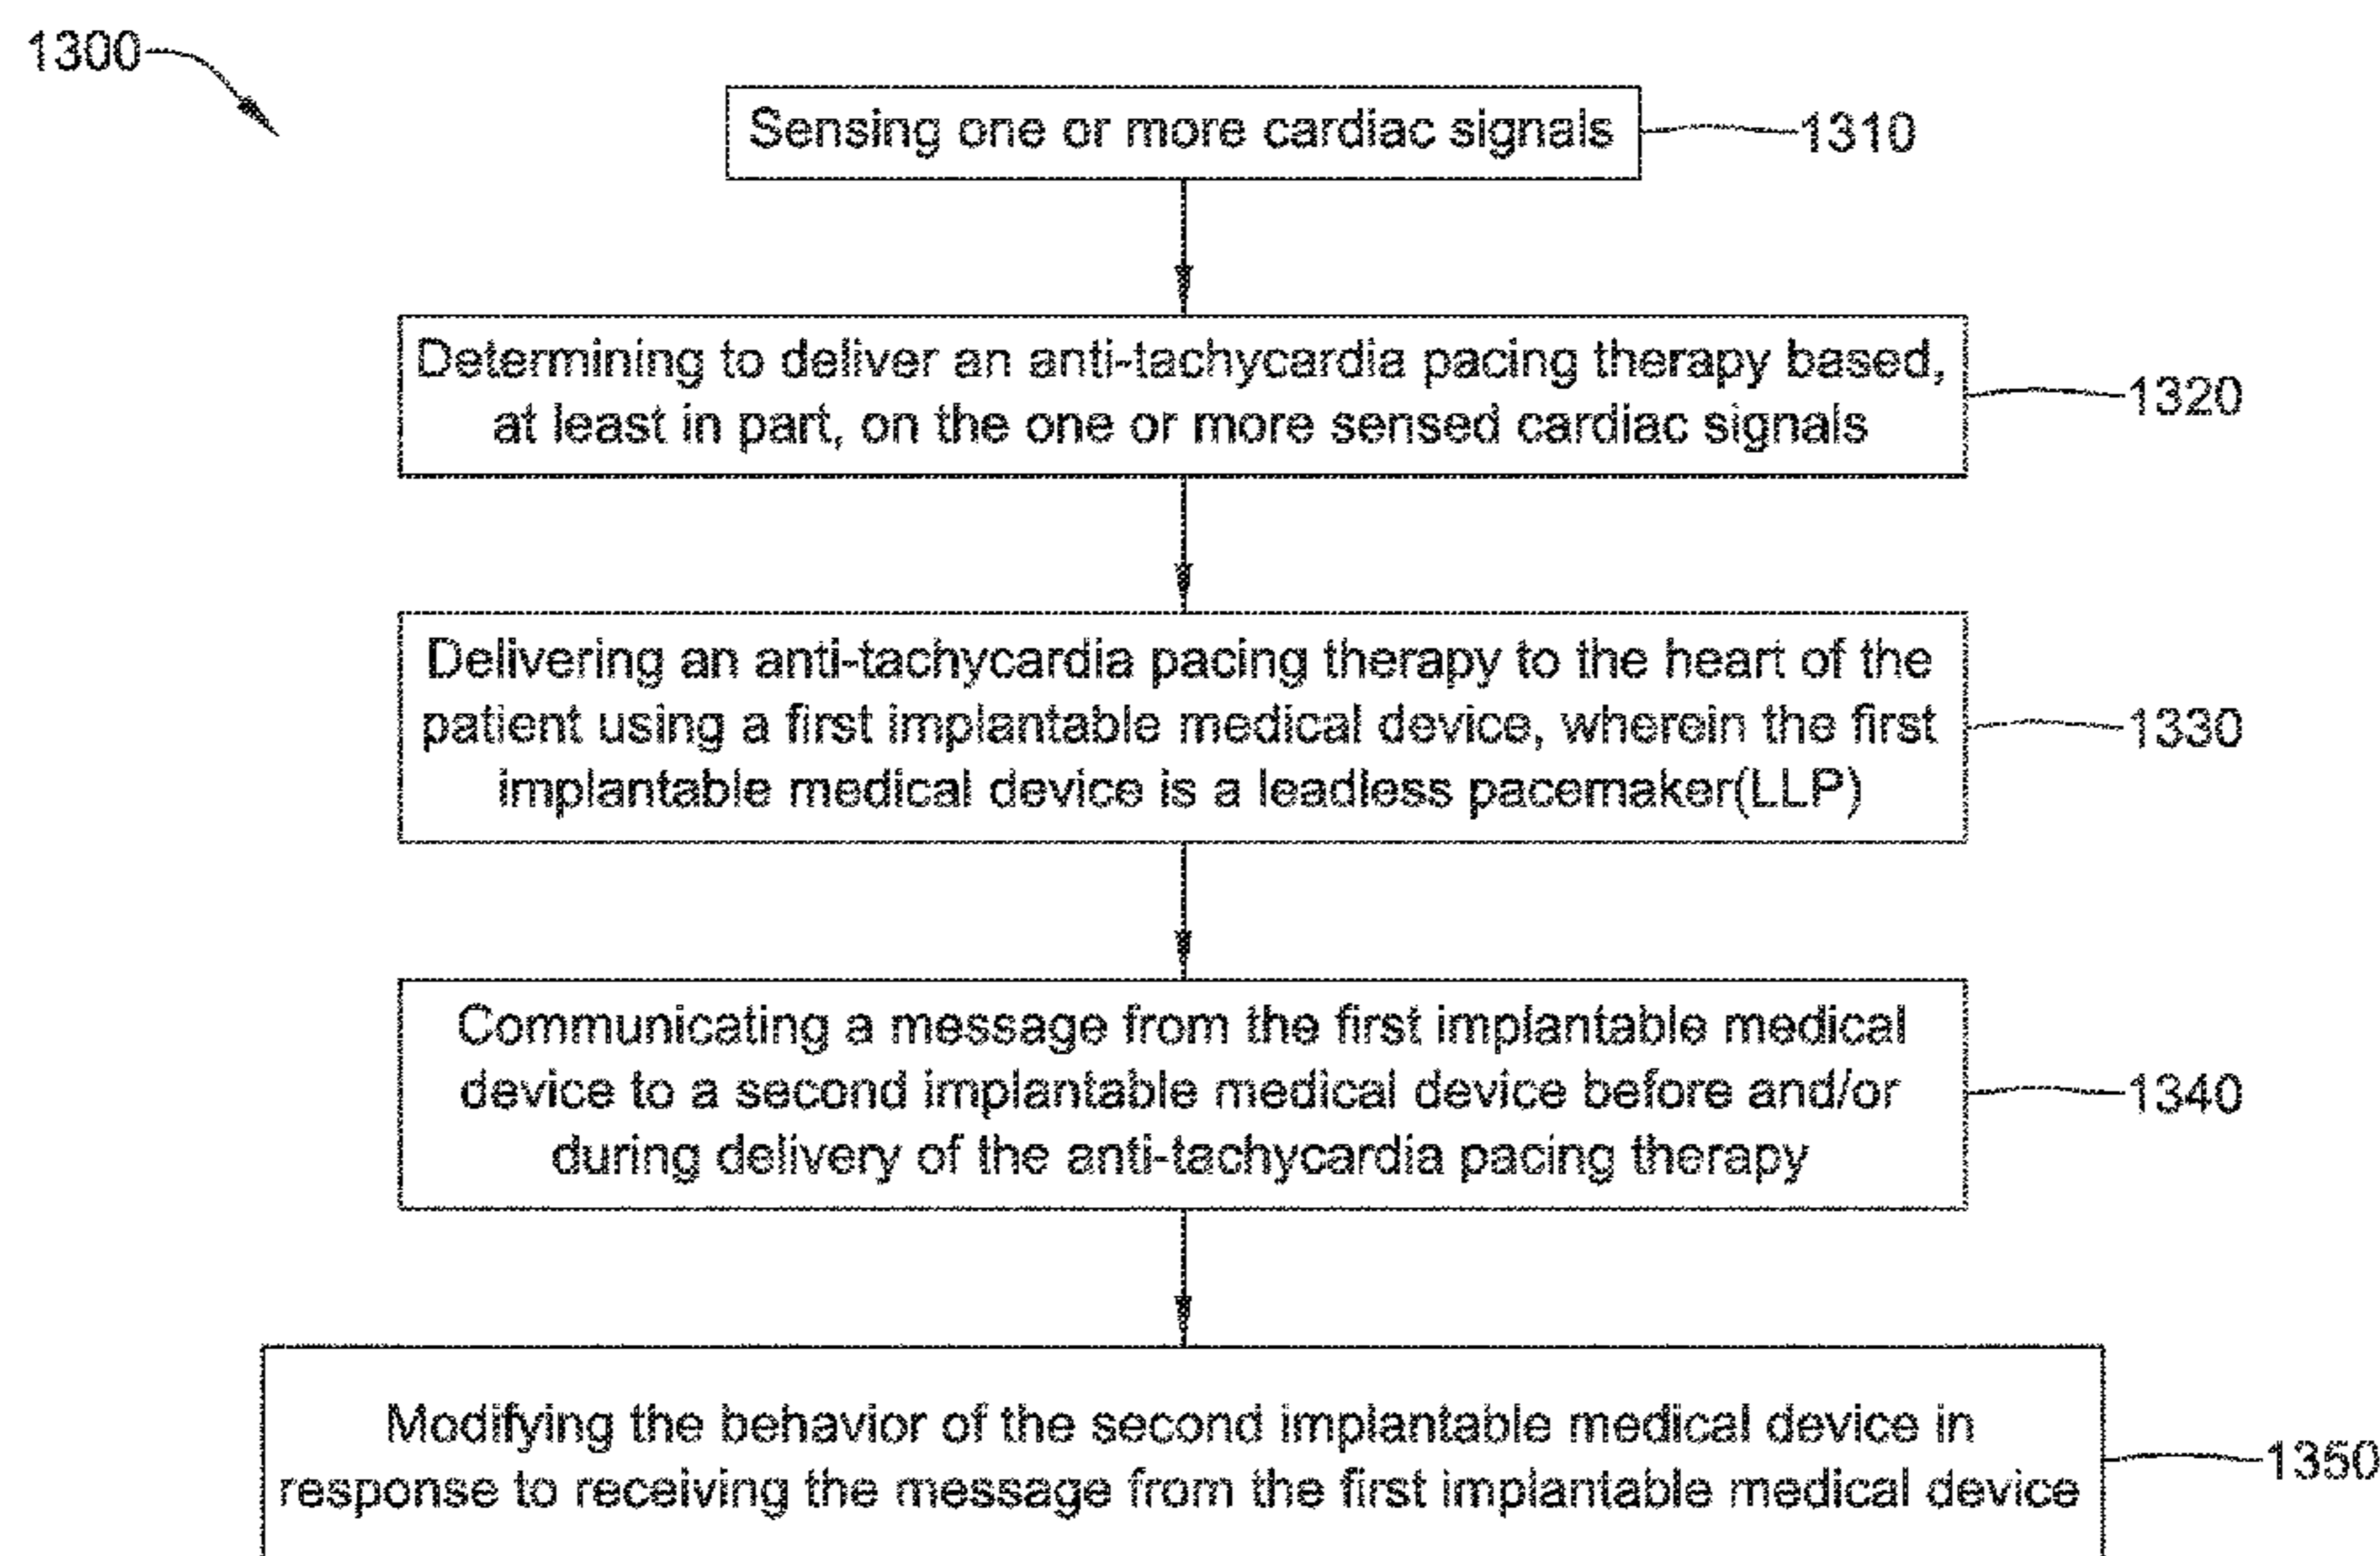 1300
Sensing one or more cardiac signals
1310
Determining to deliver an anti-tachycardia pacing therapy based,
at least in part, on the one or more sensed cardiac signals
1320
Delivering an anti-tachycardia pacing therapy to the heart of the
patient using a first implantable medical device, wherein the first
implantable medical device is a leadless pacemaker(LLP)
1330
Communicating a message from the first implantable medical
device to a second implantable medical device before and/or
during delivery of the anti-tachycardia pacing therapy
1340
Modifying the behavior of the second implantable medical device in
response to receiving the message from the first implantable medical device
1350